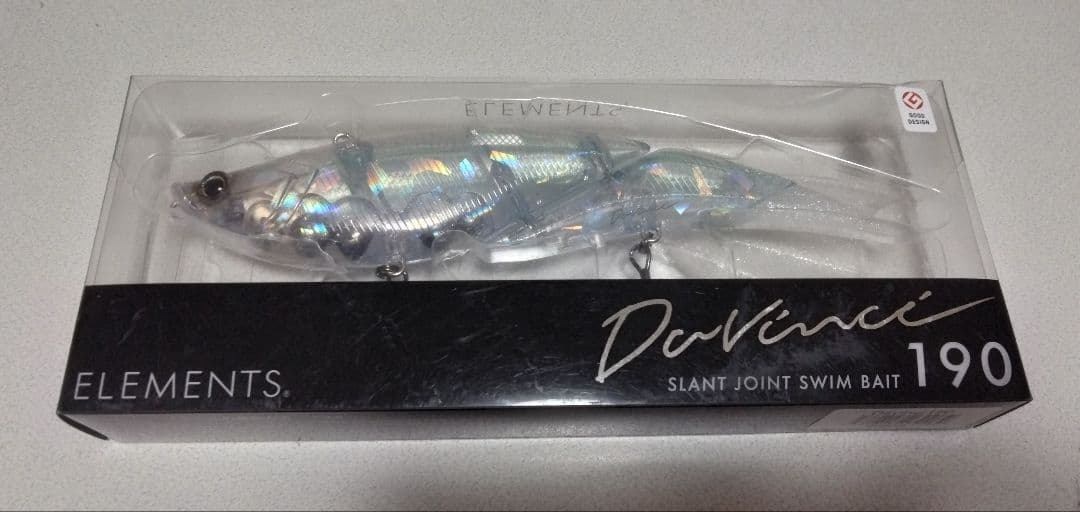 ELEMENTS
G
GOOD
DESIGN
DaVinci
ELEMENTS®
SLANT JOINT SWIM BAIT 190